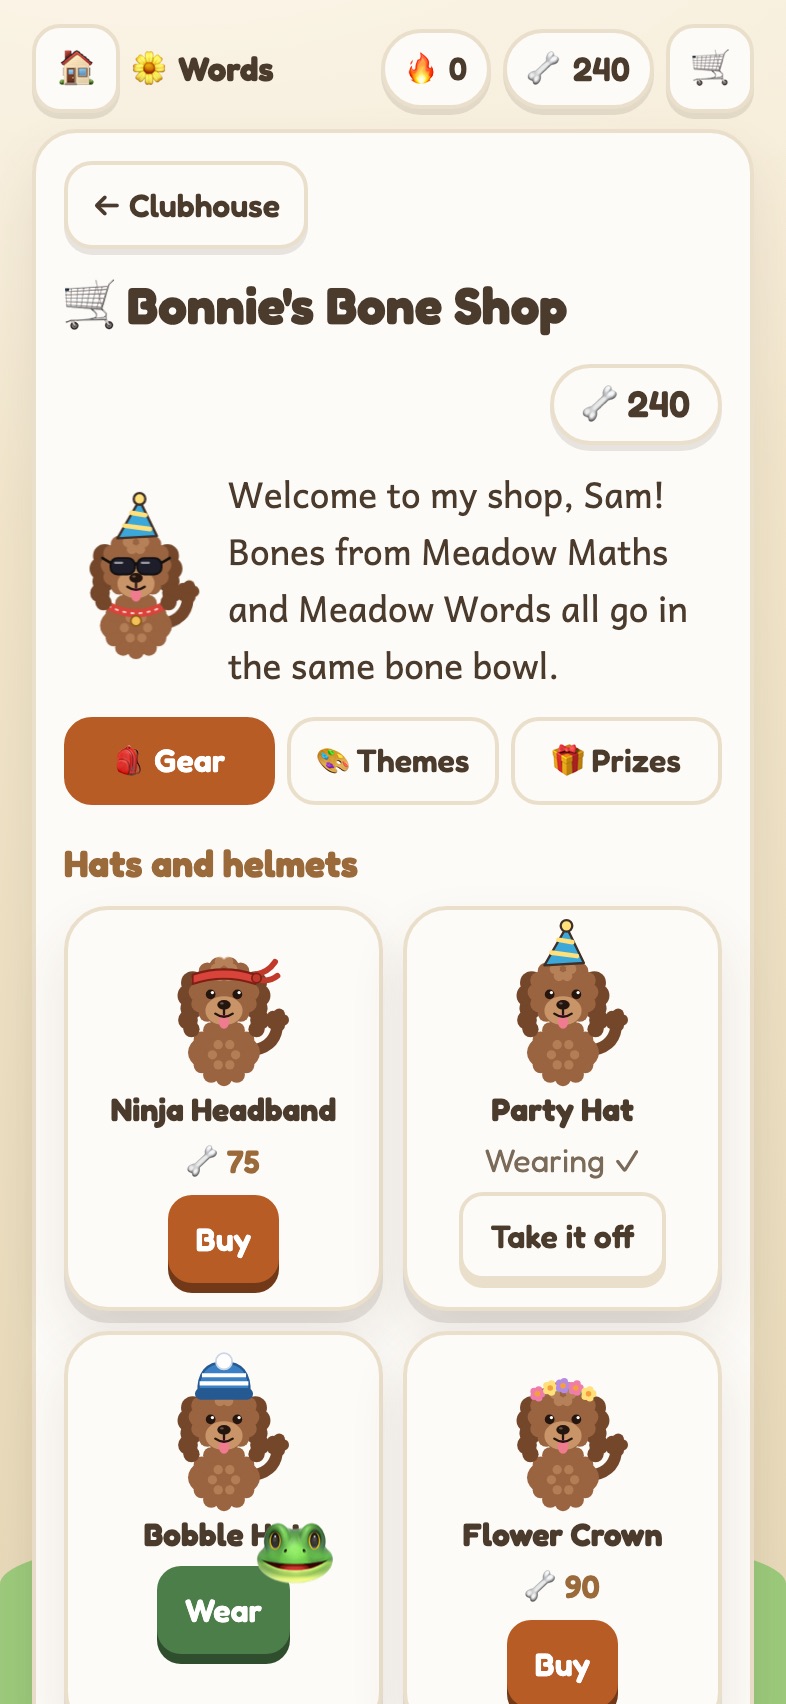 Words 0 240
← Clubhouse
Bonnie's Bone Shop
240
Welcome to my shop, Sam!
Bones from Meadow Maths
and Meadow Words all go in
the same bone bowl.
Gear Themes Prizes
Hats and helmets
Ninja Headband
75
Buy
Party Hat
Wearing ✓
Take it off
Bobble
Wear
Flower Crown
90
Buy